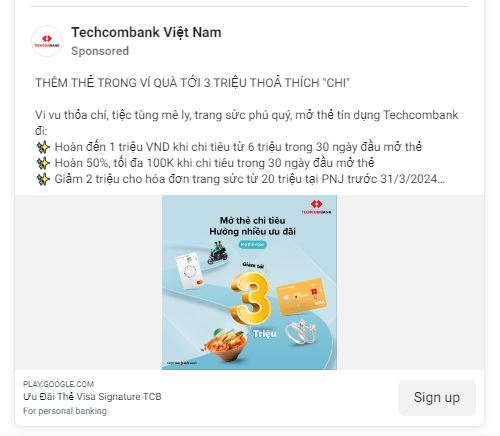 TECHCOMBANK
Techcombank Việt Nam
Sponsored
THÊM THẺ TRONG VÍ QUÀ TỚI 3 TRIỆU THOẢ THÍCH "CHI"
Vi vu thỏa chí, tiệc tùng mê ly, trang sức phú quý, mở thẻ tín dụng Techcombank
đi:
✨ Hoàn đến 1 triệu VND khi chi tiêu từ 6 triệu trong 30 ngày đầu mở thẻ
✨ Hoàn 50%, tối đa 100K khi chi tiêu trong 30 ngày đầu mở thẻ
✨ Giảm 2 triệu cho hóa đơn trang sức từ 20 triệu tại PNJ trước 31/3/2024...
TECHCOMBANK
Mở thẻ chi tiêu
Hưởng nhiều ưu đãi
Mở thẻ ngay
Giảm tới
3
Triệu
VISA
PLAY.GOOGLE.COM
Ưu Đãi Thẻ Visa Signature TCB
For personal banking
Sign up